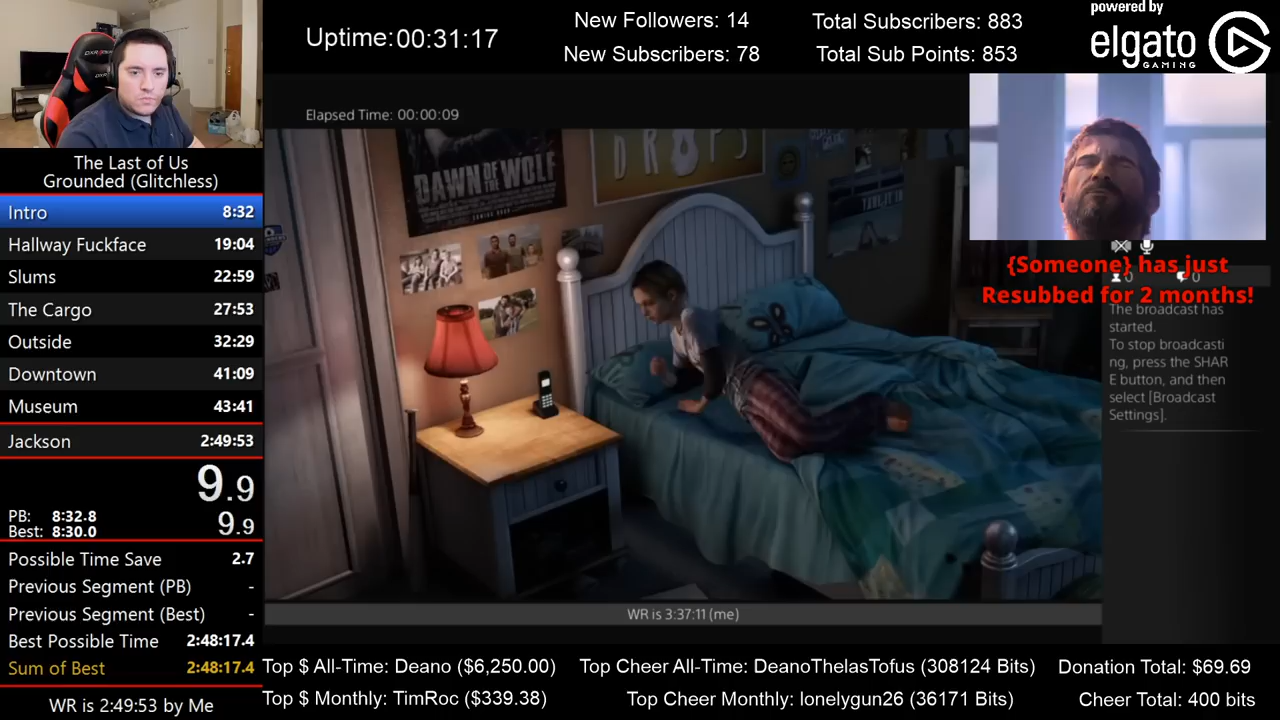 Uptime: 00:31:17
New Followers: 14
New Subscribers: 78
Total Subscribers: 883
Total Sub Points: 853
powered by
elgato
GAMING
Elapsed Time: 00:00:09
The Last of Us
Grounded (Glitchless)
Intro 8:32
Hallway Fuckface 19:04
Slums 22:59
The Cargo 27:53
Outside 32:29
Downtown 41:09
Museum 43:41
Jackson 2:49:53
9.9
PB: 8:32.8
Best: 8:30.0
9.9
Possible Time Save 2.7
Previous Segment (PB) -
Previous Segment (Best) -
Best Possible Time 2:48:17.4
Sum of Best 2:48:17.4
WR is 2:49:53 by Me
DAWN OF THE WOLF
COMING SOON
DROPS
{Someone} has just
Resubbed for 2 months!
0 0
The broadcast has
started.
To stop broadcasti
ng, press the SHAR
E button, and then
select [Broadcast
Settings].
WR is 3:37:11 (me)
Top $ All-Time: Deano ($6,250.00)
Top Cheer All-Time: DeanoThelasTofus (308124 Bits)
Donation Total: $69.69
Top $ Monthly: TimRoc ($339.38)
Top Cheer Monthly: lonelygun26 (36171 Bits)
Cheer Total: 400 bits